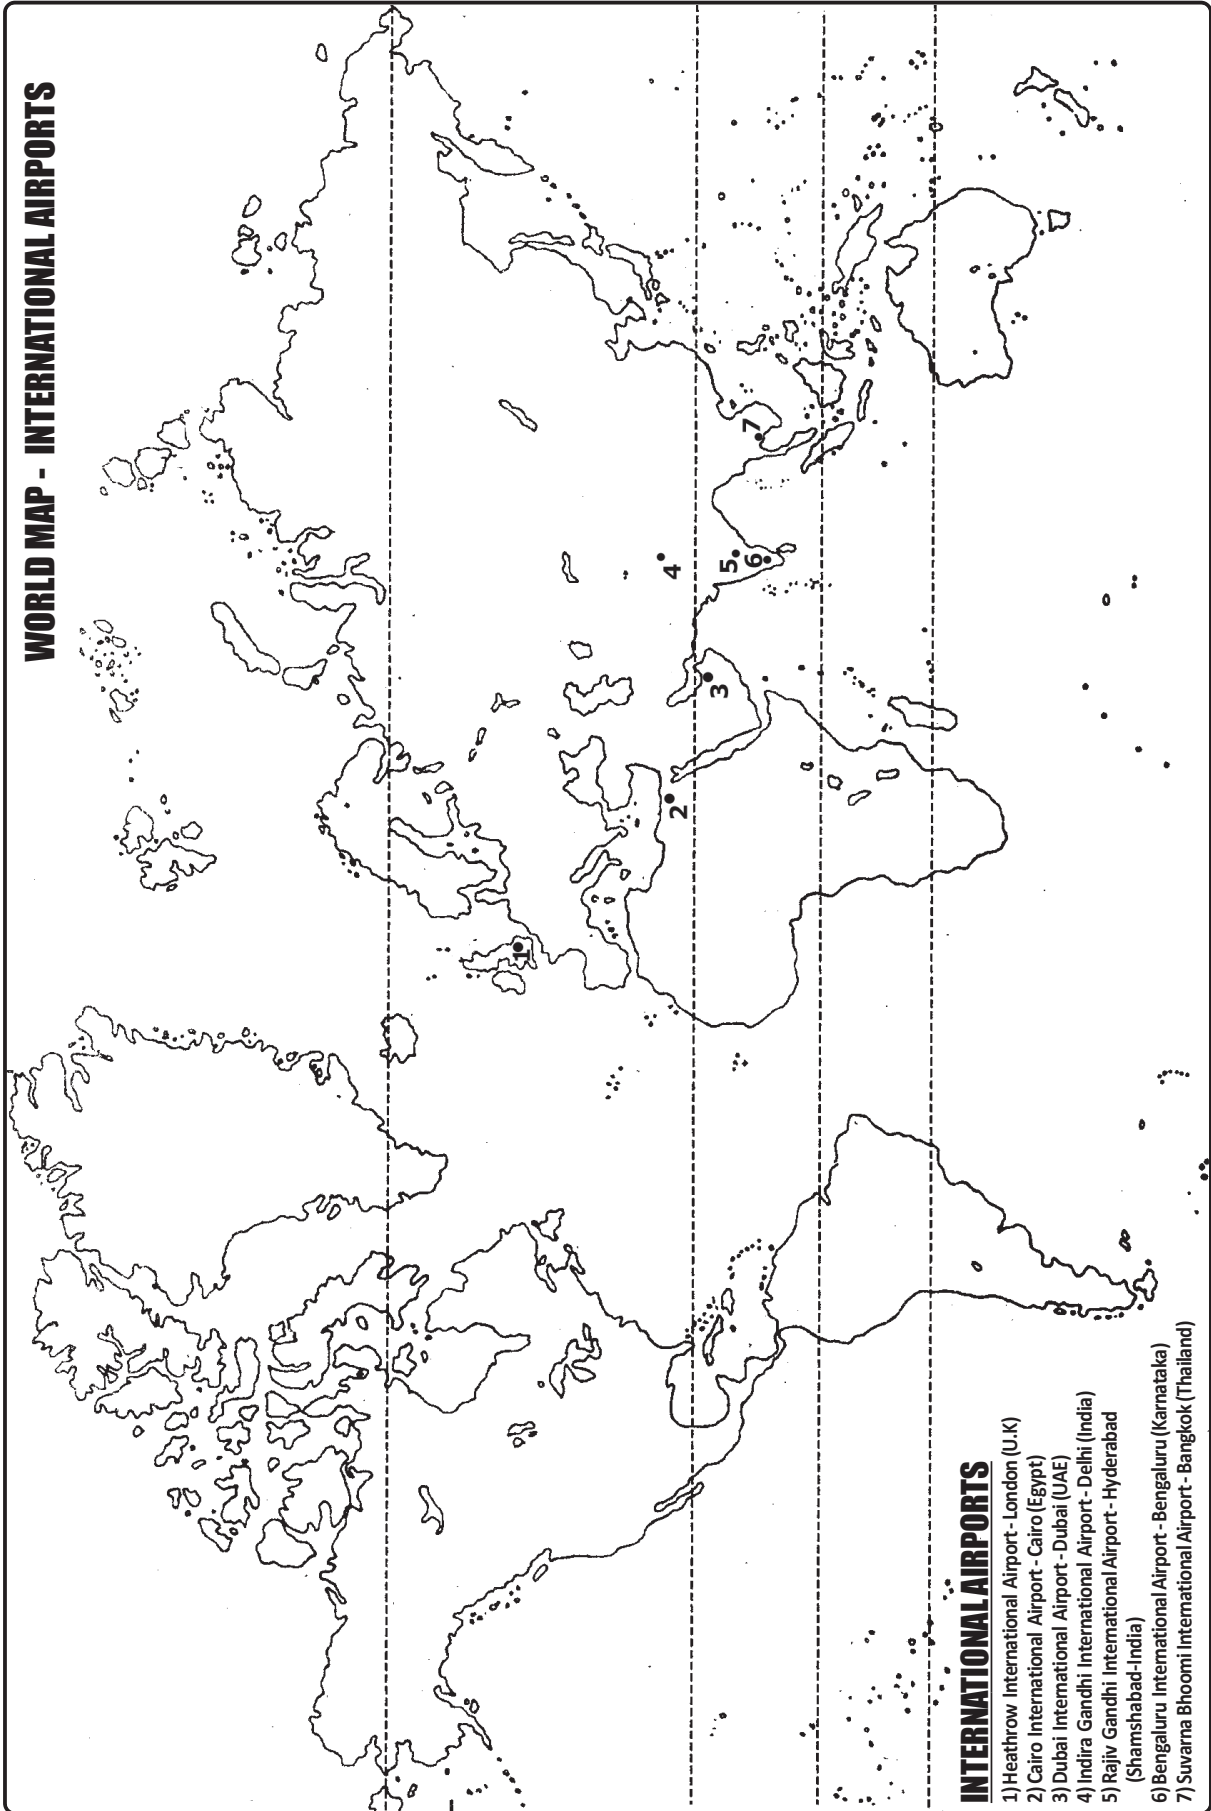 WORLD MAP - INTERNATIONAL AIRPORTS
1
2
3
4
5
6
7
INTERNATIONAL AIRPORTS
1) Heathrow International Airport - London (U.K)
2) Cairo International Airport - Cairo (Egypt)
3) Dubai International Airport - Dubai (UAE)
4) Indira Gandhi International Airport - Delhi (India)
5) Rajiv Gandhi International Airport - Hyderabad
(Shamshabad-India)
6) Bengaluru International Airport - Bengaluru (Karnataka)
7) Suvarna Bhoomi International Airport - Bangkok (Thailand)